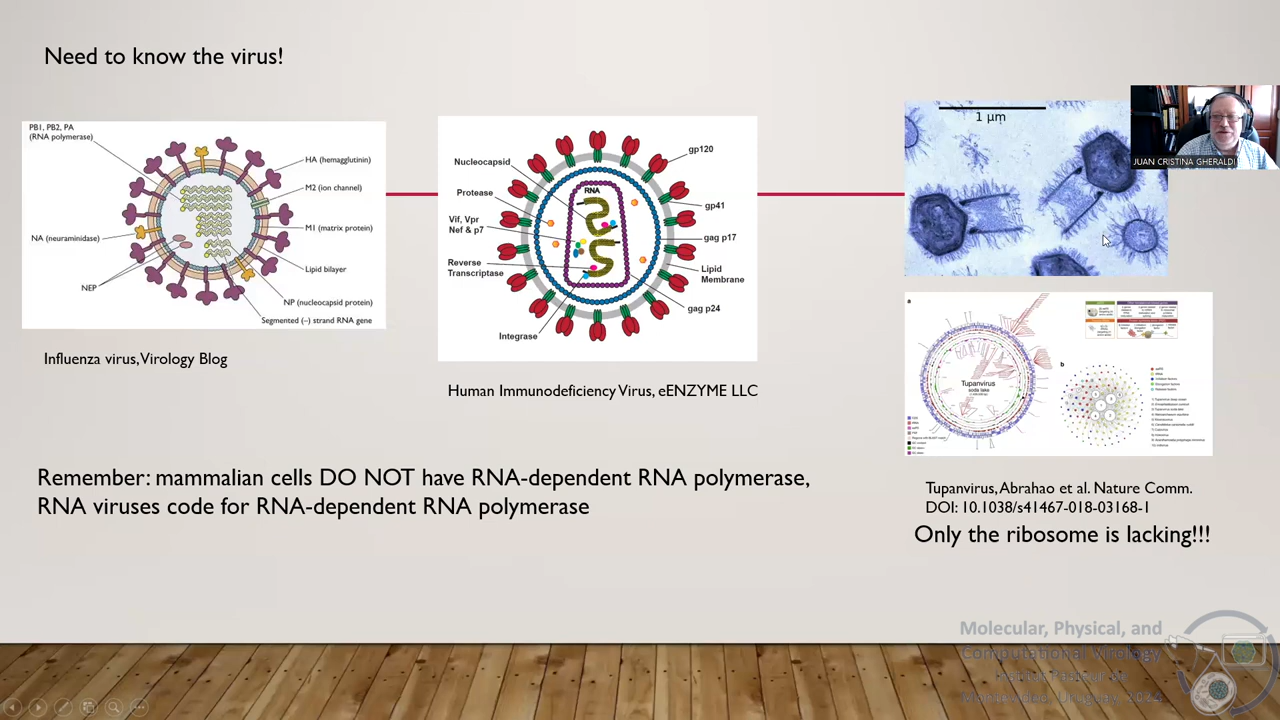 Need to know the virus!
PB1, PB2, PA
(RNA polymerase)
HA (hemagglutinin)
M2 (ion channel)
M1 (matrix protein)
NA (neuraminidase)
Lipid bilayer
NEP
NP (nucleocapsid protein)
Segmented (–) strand RNA gene
Influenza virus, Virology Blog
gp120
Nucleocapsid
RNA
Protease
gp41
Vif, Vpr
Nef & p7
gag p17
Reverse
Transcriptase
Lipid
Membrane
gag p24
Integrase
Human Immunodeficiency Virus, eENZYME LLC
1 µm
JUAN CRISTINA GHERALDI
a
Tupanvirus
soda lake
b
Tupanvirus, Abrahao et al. Nature Comm.
DOI: 10.1038/s41467-018-03168-1
Only the ribosome is lacking!!!
Remember: mammalian cells DO NOT have RNA-dependent RNA polymerase,
RNA viruses code for RNA-dependent RNA polymerase
Molecular, Physical, and
Computational Virology
Institut Pasteur de
Montevideo, Uruguay, 2024